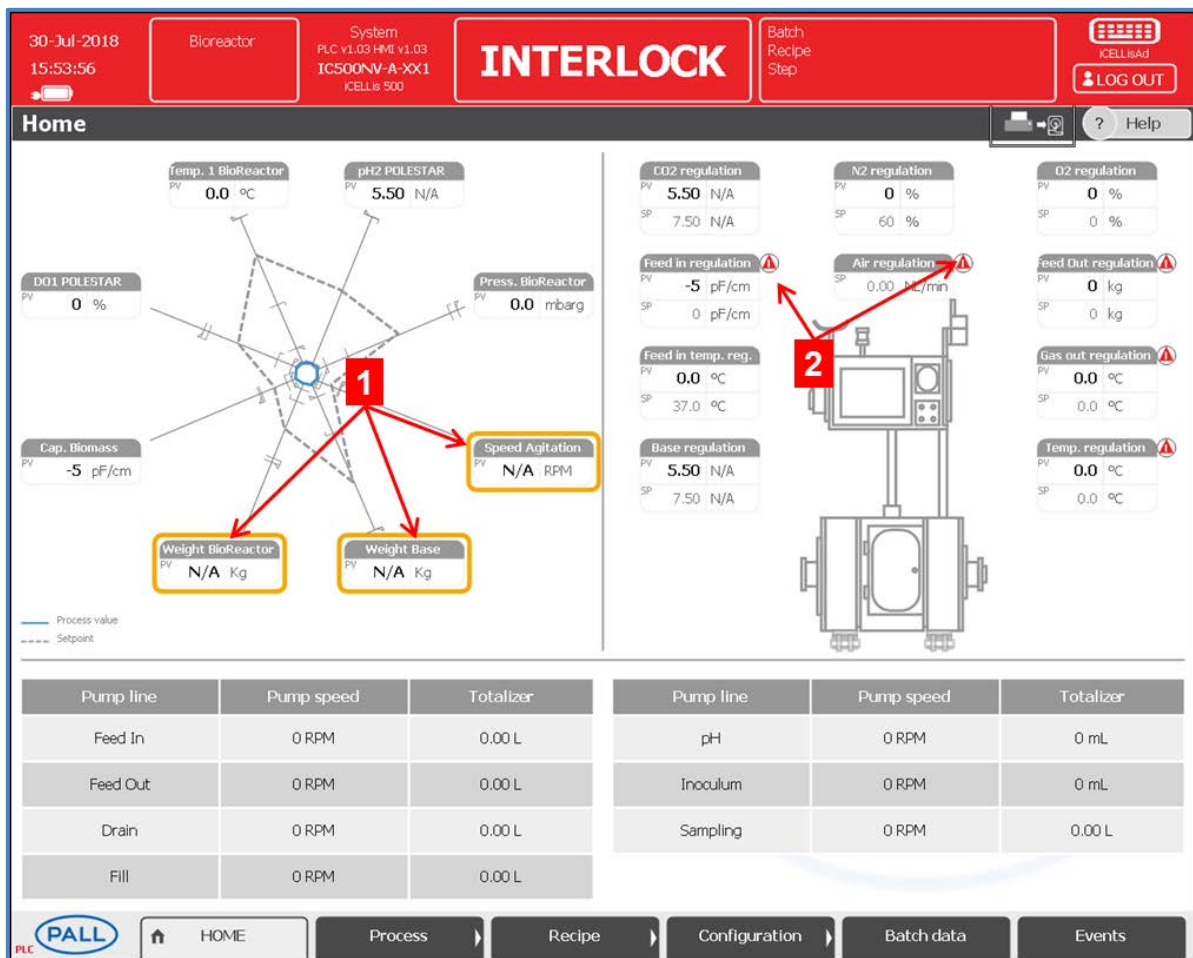 30-Jul-2018
15:53:56
Bioreactor
System
PLC v1.03 HMI v1.03
IC500NV-A-XX1
iCELLis 500
INTERLOCK
Batch
Recipe
Step
iCELLisAd
LOG OUT
Home
? Help
Temp. 1 BioReactor
PV 0.0 ºC
pH2 POLESTAR
PV 5.50 N/A
DO1 POLESTAR
PV 0 %
Press. BioReactor
PV 0.0 mbarg
1
Cap. Biomass
PV -5 pF/cm
Speed Agitation
PV N/A RPM
Weight BioReactor
PV N/A Kg
Weight Base
PV N/A Kg
Process value
Setpoint
CO2 regulation
PV 5.50 N/A
SP 7.50 N/A
N2 regulation
PV 0 %
SP 60 %
O2 regulation
PV 0 %
SP 0 %
Feed in regulation
PV -5 pF/cm
SP 0 pF/cm
Air regulation
SP 0.00 NL/min
Feed Out regulation
PV 0 kg
SP 0 kg
2
Feed in temp. reg.
PV 0.0 ºC
SP 37.0 ºC
Gas out regulation
PV 0.0 ºC
SP 0.0 ºC
Base regulation
PV 5.50 N/A
SP 7.50 N/A
Temp. regulation
PV 0.0 ºC
SP 0.0 ºC
Pump line Pump speed Totalizer
Feed In 0 RPM 0.00 L
Feed Out 0 RPM 0.00 L
Drain 0 RPM 0.00 L
Fill 0 RPM 0.00 L
Pump line Pump speed Totalizer
pH 0 RPM 0 mL
Inoculum 0 RPM 0 mL
Sampling 0 RPM 0.00 L
PLC PALL HOME Process Recipe Configuration Batch data Events